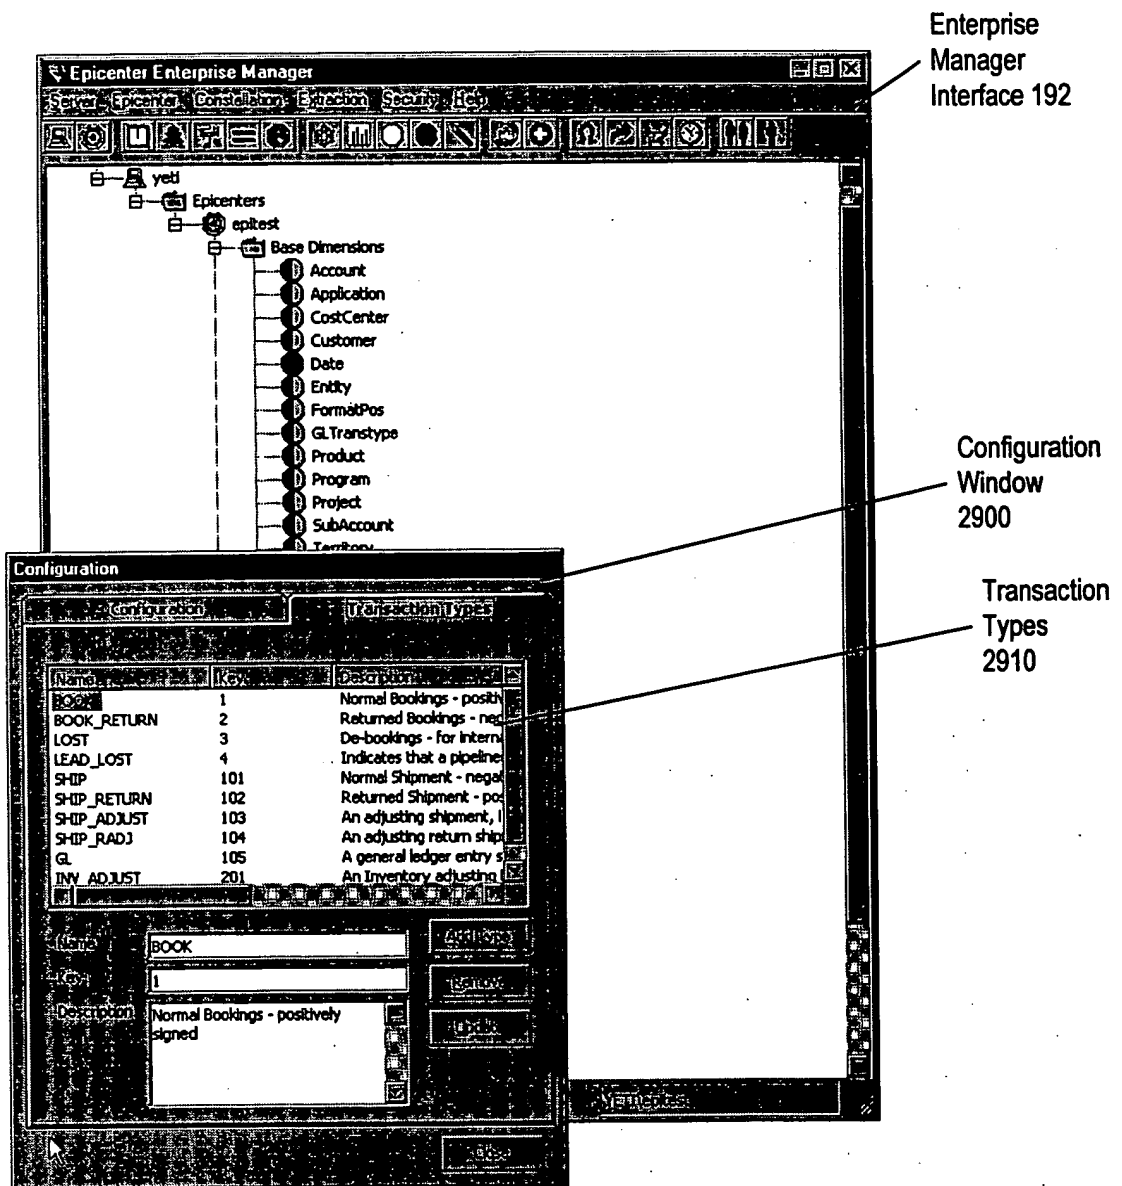 Enterprise
Manager
Interface 192
Epicenter Enterprise Manager
Server Epicenter Constellation Extraction Security Help
yeti
Epicenters
epitest
Base Dimensions
Account
Application
CostCenter
Customer
Date
Entity
FormatPos
GLTranstype
Product
Program
Project
SubAccount
Territory
Configuration
Window
2900
Transaction
Types
2910
Configuration
Configuration Transaction Types
Name Key Description
BOOK 1 Normal Bookings - positiv
BOOK_RETURN 2 Returned Bookings - neg
LOST 3 De-bookings - for interna
LEAD_LOST 4 Indicates that a pipeline
SHIP 101 Normal Shipment - negat
SHIP_RETURN 102 Returned Shipment - pos
SHIP_ADJUST 103 An adjusting shipment, l
SHIP_RADJ 104 An adjusting return ship
GL 105 A general ledger entry s
INV_ADJUST 201 An Inventory adjusting
Name BOOK
Key 1
Description Normal Bookings - positively
signed
Remove
Update
Close